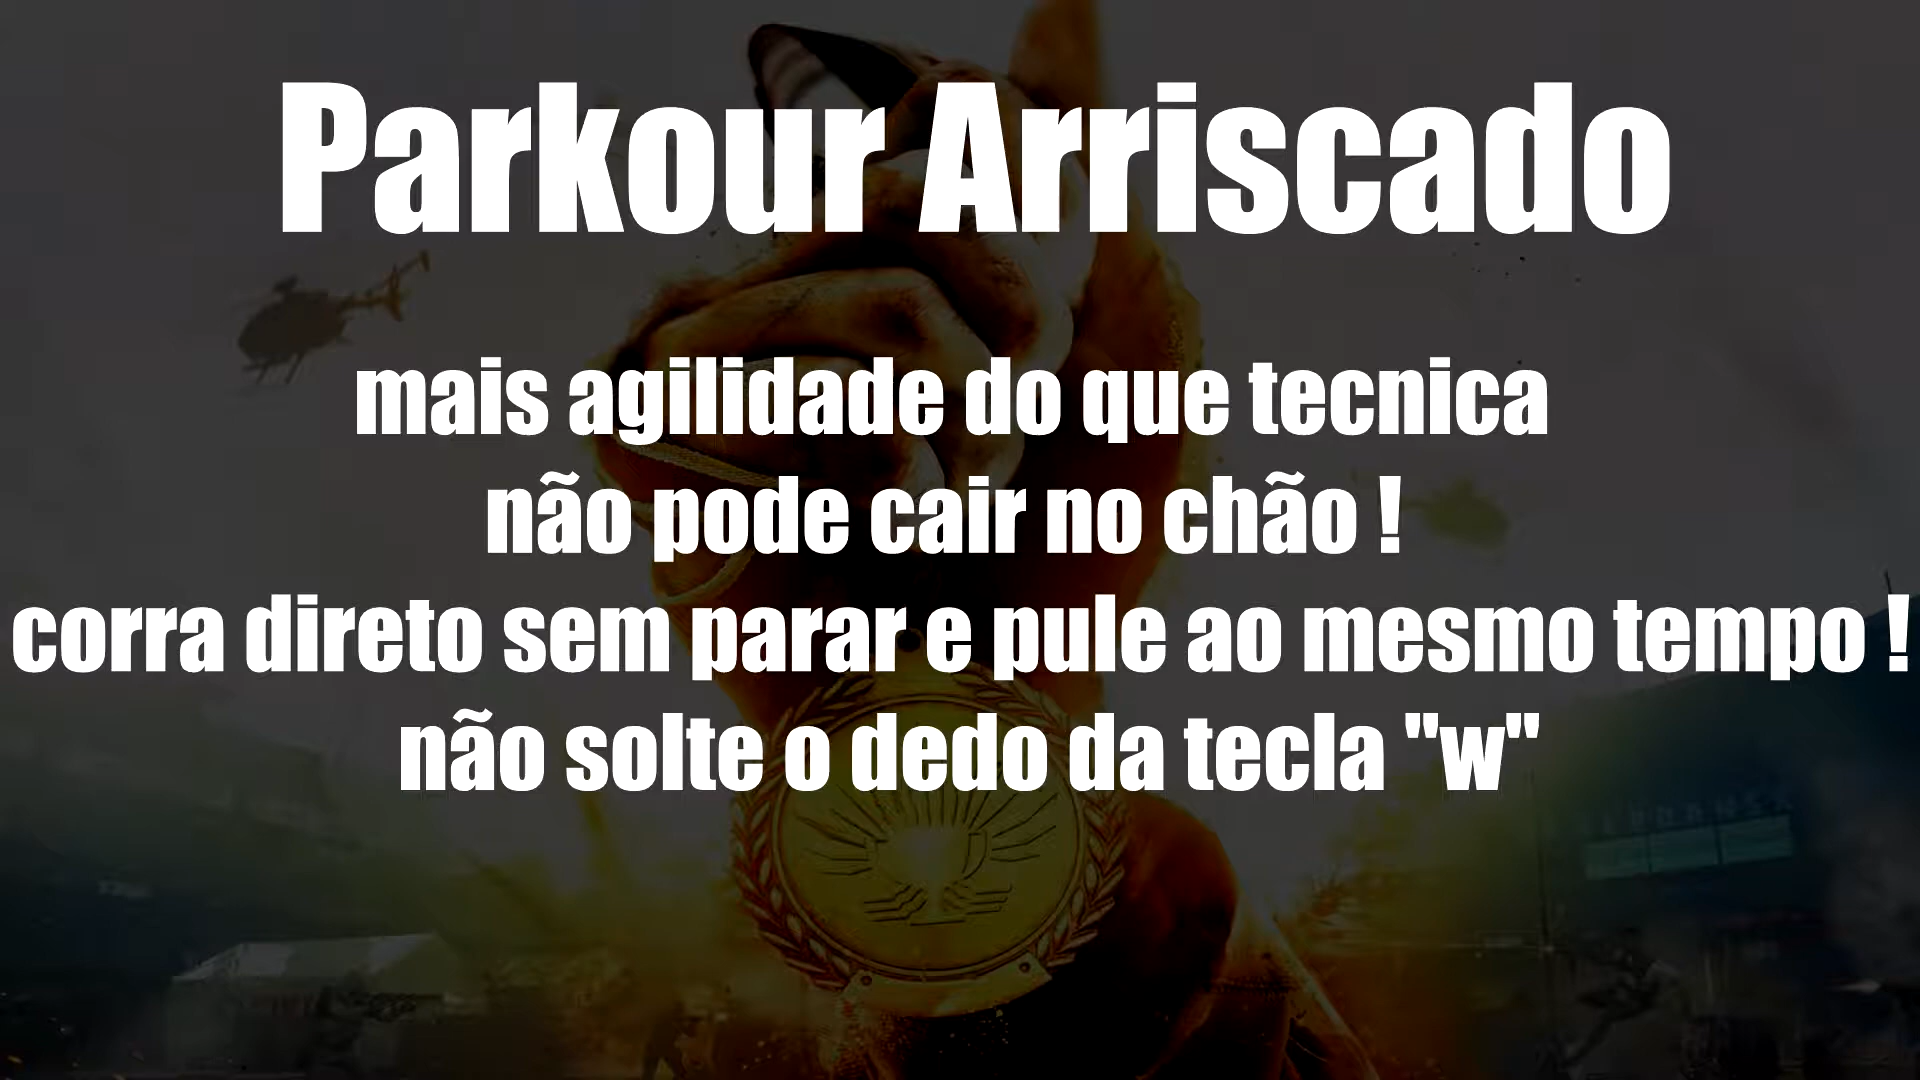 Parkour Arriscado
mais agilidade do que tecnica
não pode cair no chão !
corra direto sem parar e pule ao mesmo tempo !
não solte o dedo da tecla "w"